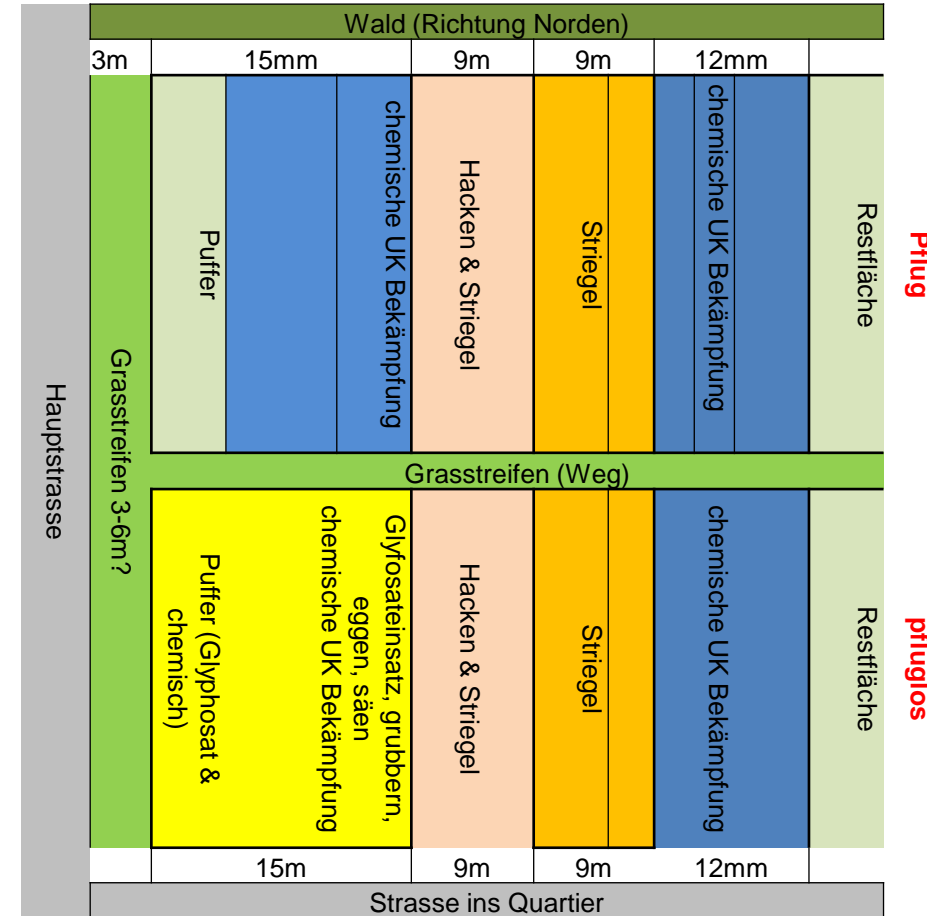 Wald (Richtung Norden)
3m
15mm
9m
9m
12mm
Hauptstrasse
Grasstreifen 3-6m?
Puffer
chemische UK Bekämpfung
Hacken & Striegel
Striegel
chemische UK Bekämpfung
Restfläche
Pflug
Grasstreifen (Weg)
Puffer (Glyphosat &
chemisch)
Glyfosateinsatz, grubbern,
eggen, säen
chemische UK Bekämpfung
Hacken & Striegel
Striegel
chemische UK Bekämpfung
Restfläche
pfluglos
15m
9m
9m
12mm
Strasse ins Quartier